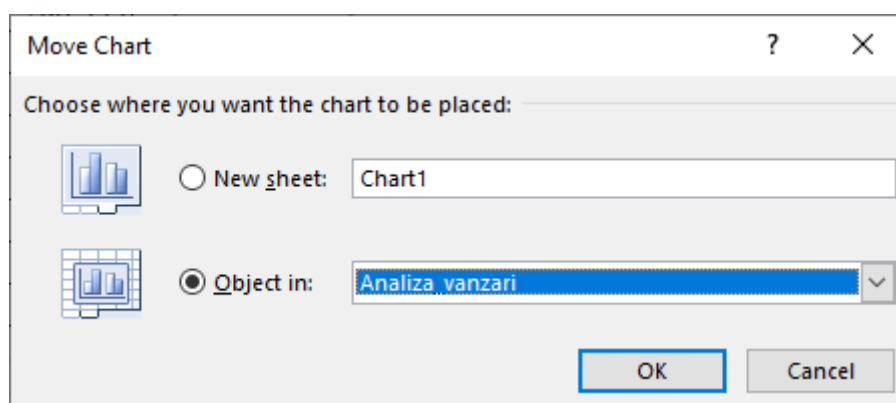 Move Chart ? ×
Choose where you want the chart to be placed:
New sheet: Chart1
Object in: Analiza_vanzari
OK Cancel